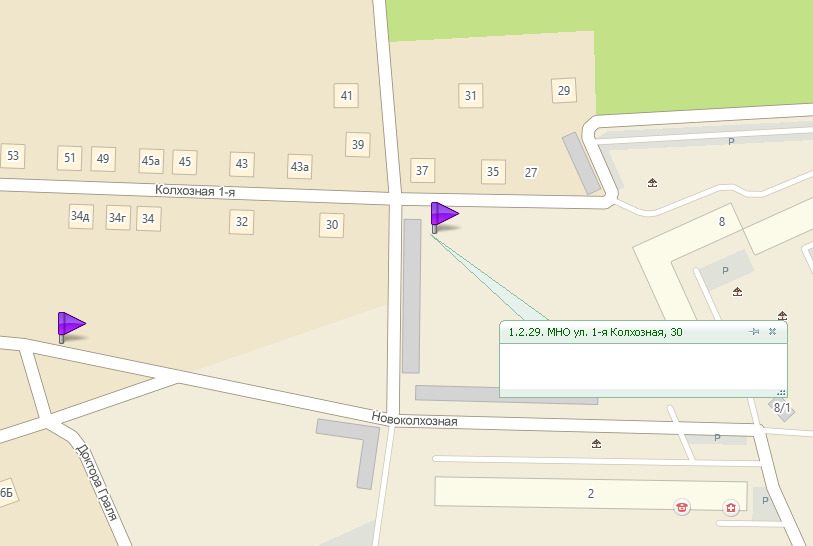 29
41
31
39
53
51
49
45а
45
43
43а
37
35
27
Р
Колхозная 1-я
34д
34г
34
32
30
8
Р
1.2.29. МНО ул. 1-я Колхозная, 30
8/1
Новоколхозная
Р
Доктора Граля
6Б
2
Р